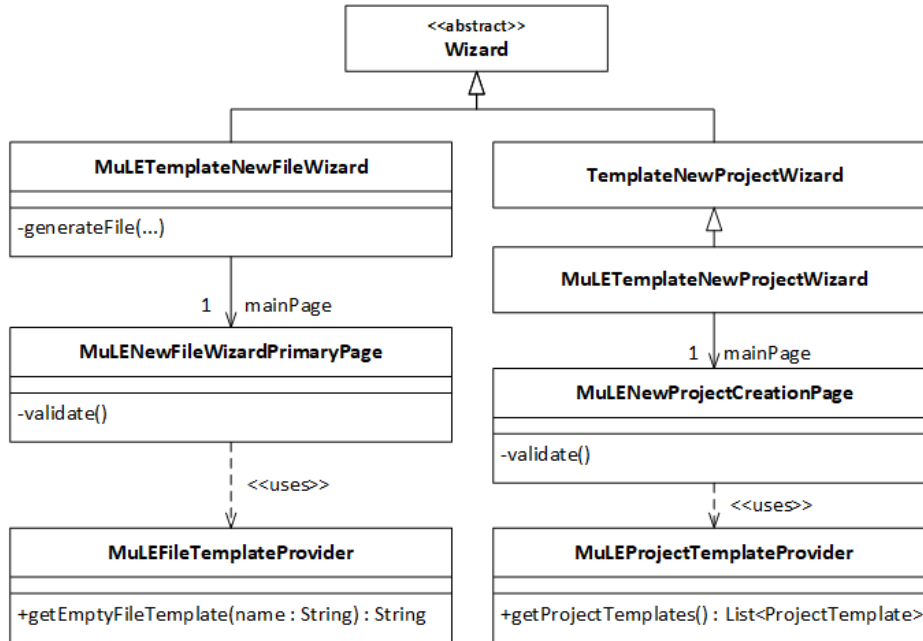 <<abstract>>
Wizard
MuLETemplateNewFileWizard
-generateFile(...)
1 mainPage
MuLENewFileWizardPrimaryPage
-validate()
<<uses>>
MuLEFileTemplateProvider
+getEmptyFileTemplate(name : String) : String
TemplateNewProjectWizard
MuLETemplateNewProjectWizard
1 mainPage
MuLENewProjectCreationPage
-validate()
<<uses>>
MuLEProjectTemplateProvider
+getProjectTemplates() : List<ProjectTemplate>